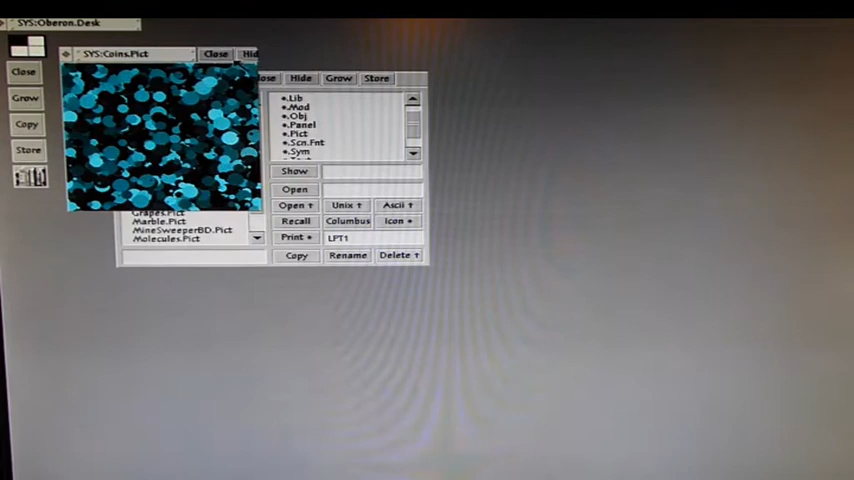 SYS:Oberon.Desk
SYS:Coins.Pict
Close
Hid
Close
Grow
Copy
Store
Hide
Grow
Store
.Lib
.Mod
.Obj
.Panel
.Pict
.Scn.Fnt
.Sym
Show
Open
Open ↑
Unix ↑
Ascii ↑
Grapes.Pict
Marble.Pict
MineSweeperBD.Pict
Molecules.Pict
Recall
Columbus
Icon •
Print •
LPT1
Copy
Rename
Delete ↑